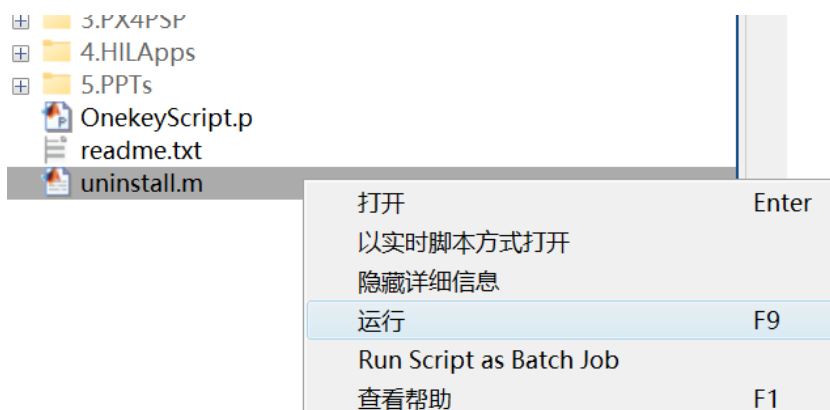 3.PX4PSP
4.HILApps
5.PPTs
OnekeyScript.p
readme.txt
uninstall.m
打开 Enter
以实时脚本方式打开
隐藏详细信息
运行 F9
Run Script as Batch Job
查看帮助 F1